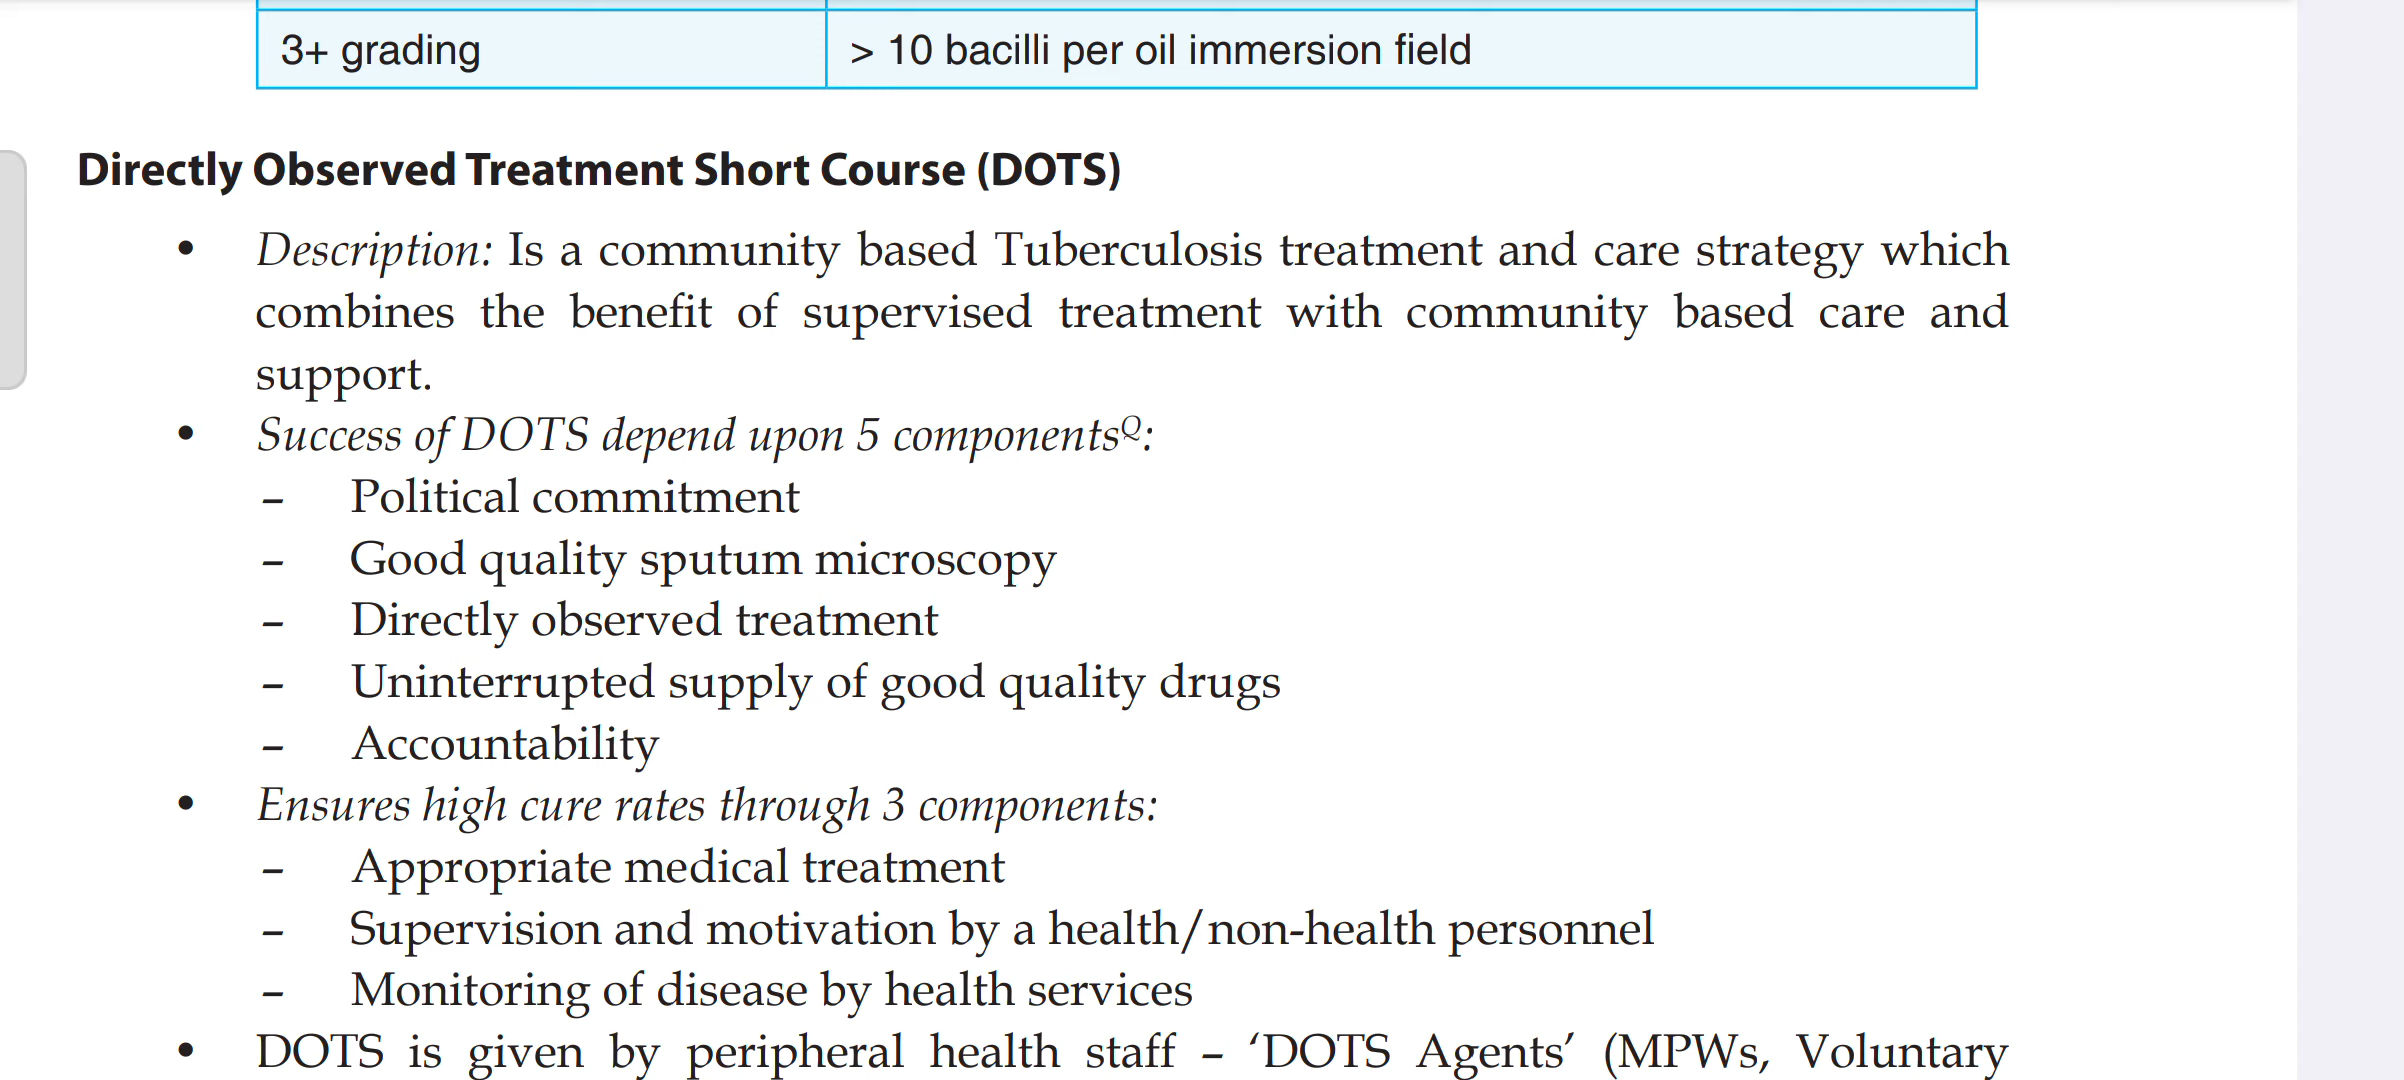 3+ grading > 10 bacilli per oil immersion field
Directly Observed Treatment Short Course (DOTS)
• Description: Is a community based Tuberculosis treatment and care strategy which
combines the benefit of supervised treatment with community based care and
support.
• Success of DOTS depend upon 5 componentsQ:
– Political commitment
– Good quality sputum microscopy
– Directly observed treatment
– Uninterrupted supply of good quality drugs
– Accountability
• Ensures high cure rates through 3 components:
– Appropriate medical treatment
– Supervision and motivation by a health/non-health personnel
– Monitoring of disease by health services
• DOTS is given by peripheral health staff – ‘DOTS Agents’ (MPWs, Voluntary